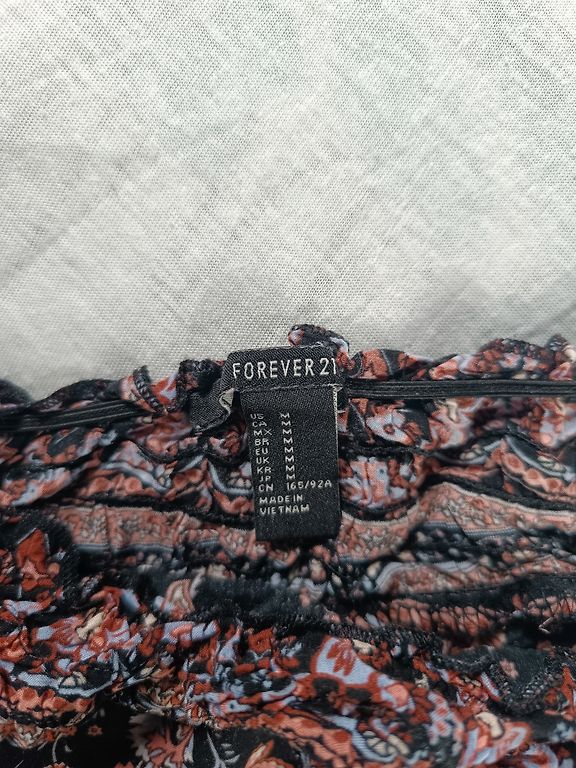 FOREVER 21
US M
CA M
MX M
BR M
EU M
UK M
KR M
JP M
CN 165/92A
MADE IN
VIETNAM